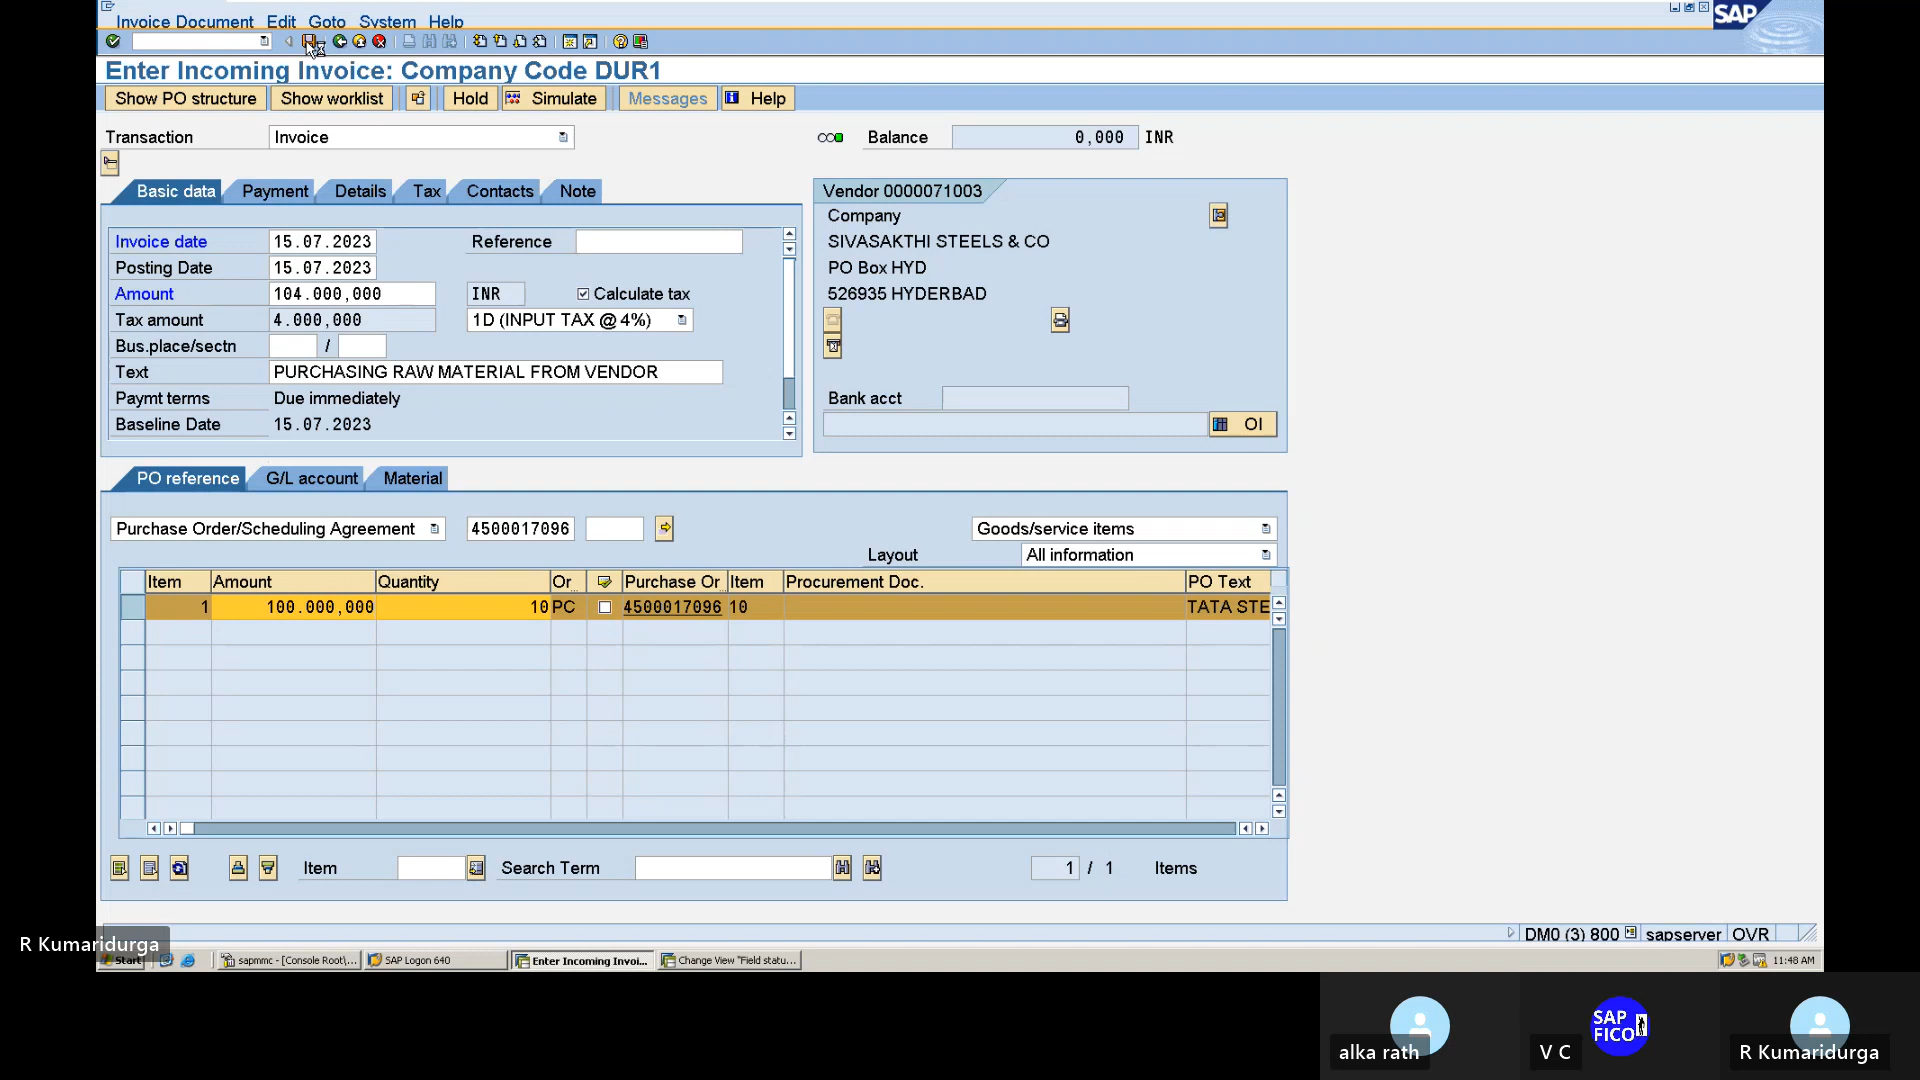 Invoice Document Edit Goto System Help
SAP
Enter Incoming Invoice: Company Code DUR1
Show PO structure Show worklist Hold Simulate Messages Help
Transaction Invoice Balance 0,000 INR
Basic data Payment Details Tax Contacts Note
Vendor 0000071003
Company
Invoice date 15.07.2023 Reference
SIVASAKTHI STEELS & CO
Posting Date 15.07.2023
PO Box HYD
Amount 104.000,000 INR Calculate tax
526935 HYDERBAD
Tax amount 4.000,000 1D (INPUT TAX @ 4%)
Bus.place/sectn /
Text PURCHASING RAW MATERIAL FROM VENDOR
Paymt terms Due immediately
Bank acct
Baseline Date 15.07.2023
OI
PO reference G/L account Material
Purchase Order/Scheduling Agreement 4500017096 Goods/service items
Layout All information
Item Amount Quantity Or Purchase Or Item Procurement Doc. PO Text
1 100.000,000 10 PC 4500017096 10 TATA STE
Item Search Term 1 / 1 Items
DM0 (3) 800 sapserver OVR
R Kumaridurga
Start sapmmc - [Console Root\... SAP Logon 640 Enter Incoming Invoi... Change View "Field statu... 11:48 AM
SAP
FICO
alka rath V C R Kumaridurga